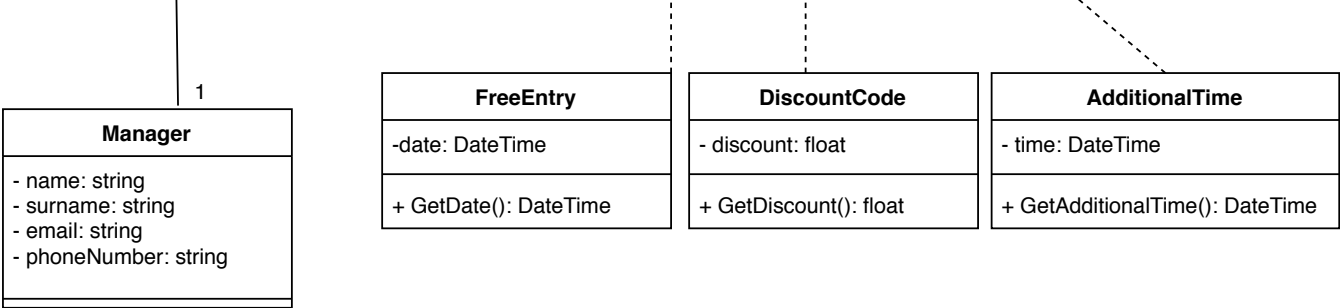 1
Manager
- name: string
- surname: string
- email: string
- phoneNumber: string
FreeEntry
-date: DateTime
+ GetDate(): DateTime
DiscountCode
- discount: float
+ GetDiscount(): float
AdditionalTime
- time: DateTime
+ GetAdditionalTime(): DateTime